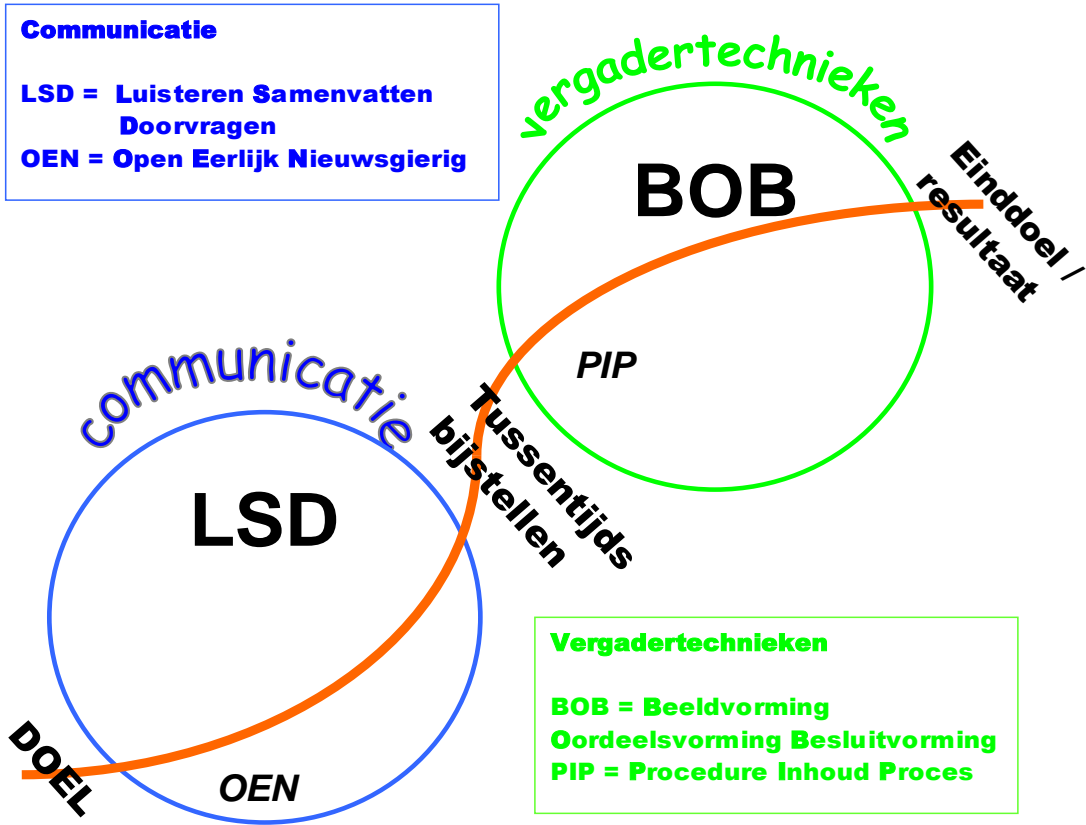 Communicatie
LSD = Luisteren Samenvatten
Doorvragen
OEN = Open Eerlijk Nieuwsgierig
vergadertechnieken
BOB
Einddoel /
resultaat
PIP
Tussentijds
bijstellen
communicatie
LSD
DOEL
OEN
Vergadertechnieken
BOB = Beeldvorming
Oordeelsvorming Besluitvorming
PIP = Procedure Inhoud Proces